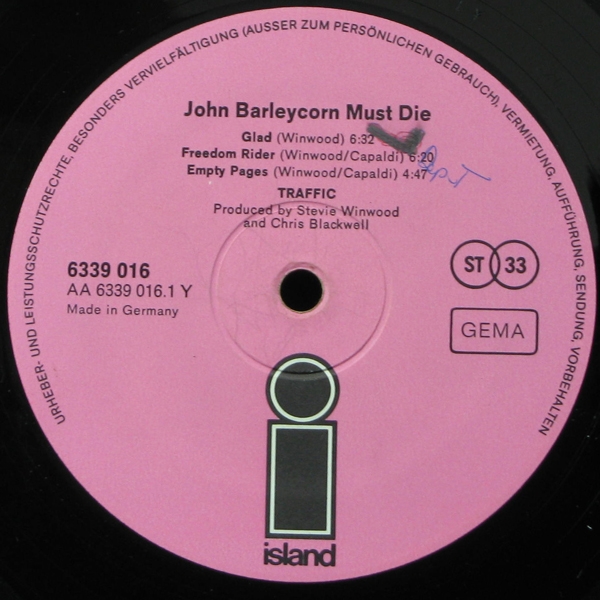 URHEBER- UND LEISTUNGSSCHUTZRECHTE, BESONDERS VERVIELFÄLTIGUNG (AUSSER ZUM PERSÖNLICHEN GEBRAUCH), VERMIETUNG, AUFFÜHRUNG, SENDUNG, VORBEHALTEN
John Barleycorn Must Die
Glad (Winwood) 6:32
Freedom Rider (Winwood/Capaldi) 6:20
Empty Pages (Winwood/Capaldi) 4:47
TRAFFIC
Produced by Stevie Winwood
and Chris Blackwell
6339 016
AA 6339 016.1 Y
Made in Germany
ST 33
GEMA
island